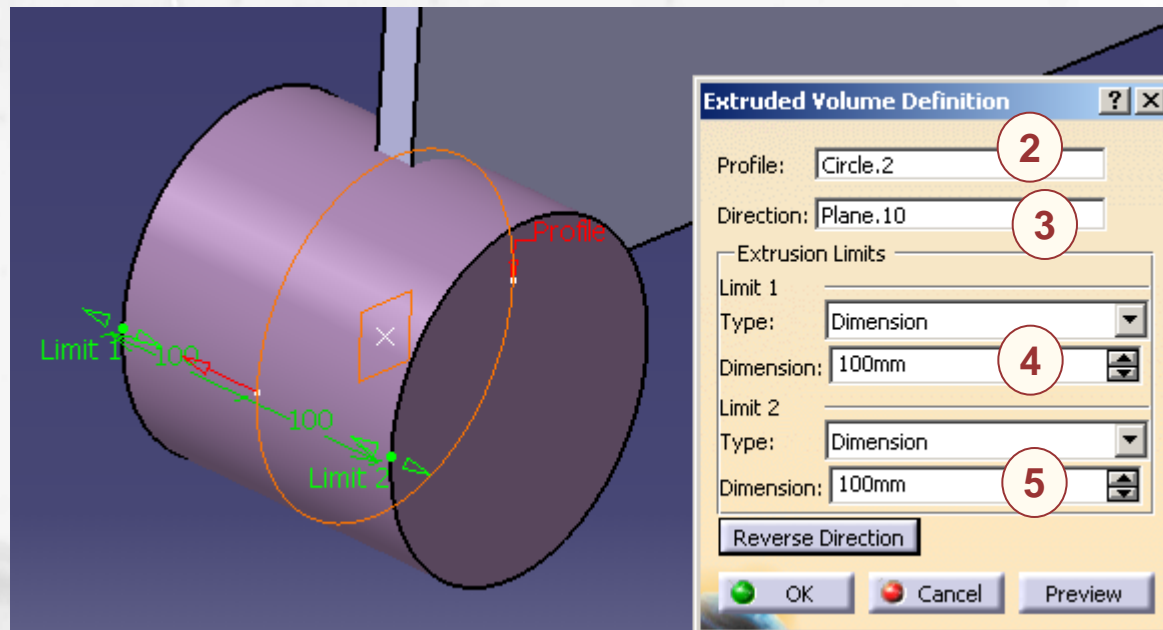 Profile
Limit 1
100
100
Limit 2
Extruded Volume Definition ? X
Profile: Circle.2 2
Direction: Plane.10 3
Extrusion Limits
Limit 1
Type: Dimension
Dimension: 100mm 4
Limit 2
Type: Dimension
Dimension: 100mm 5
Reverse Direction
OK Cancel Preview